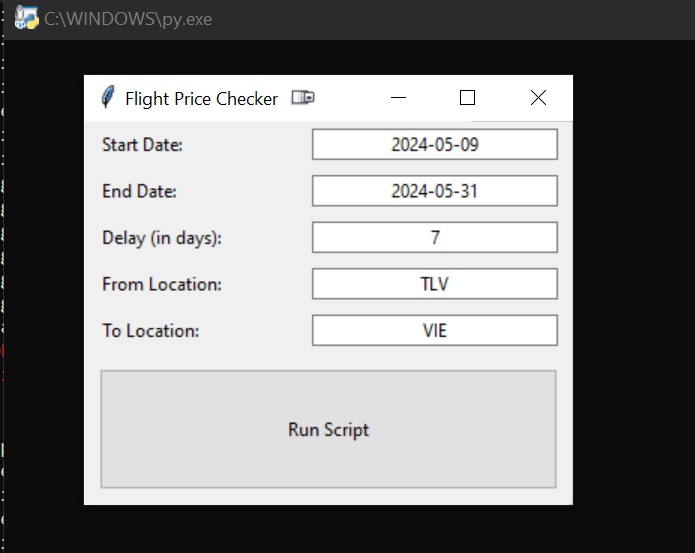 C:\WINDOWS\py.exe
Flight Price Checker
Start Date: 2024-05-09
End Date: 2024-05-31
Delay (in days): 7
From Location: TLV
To Location: VIE
Run Script